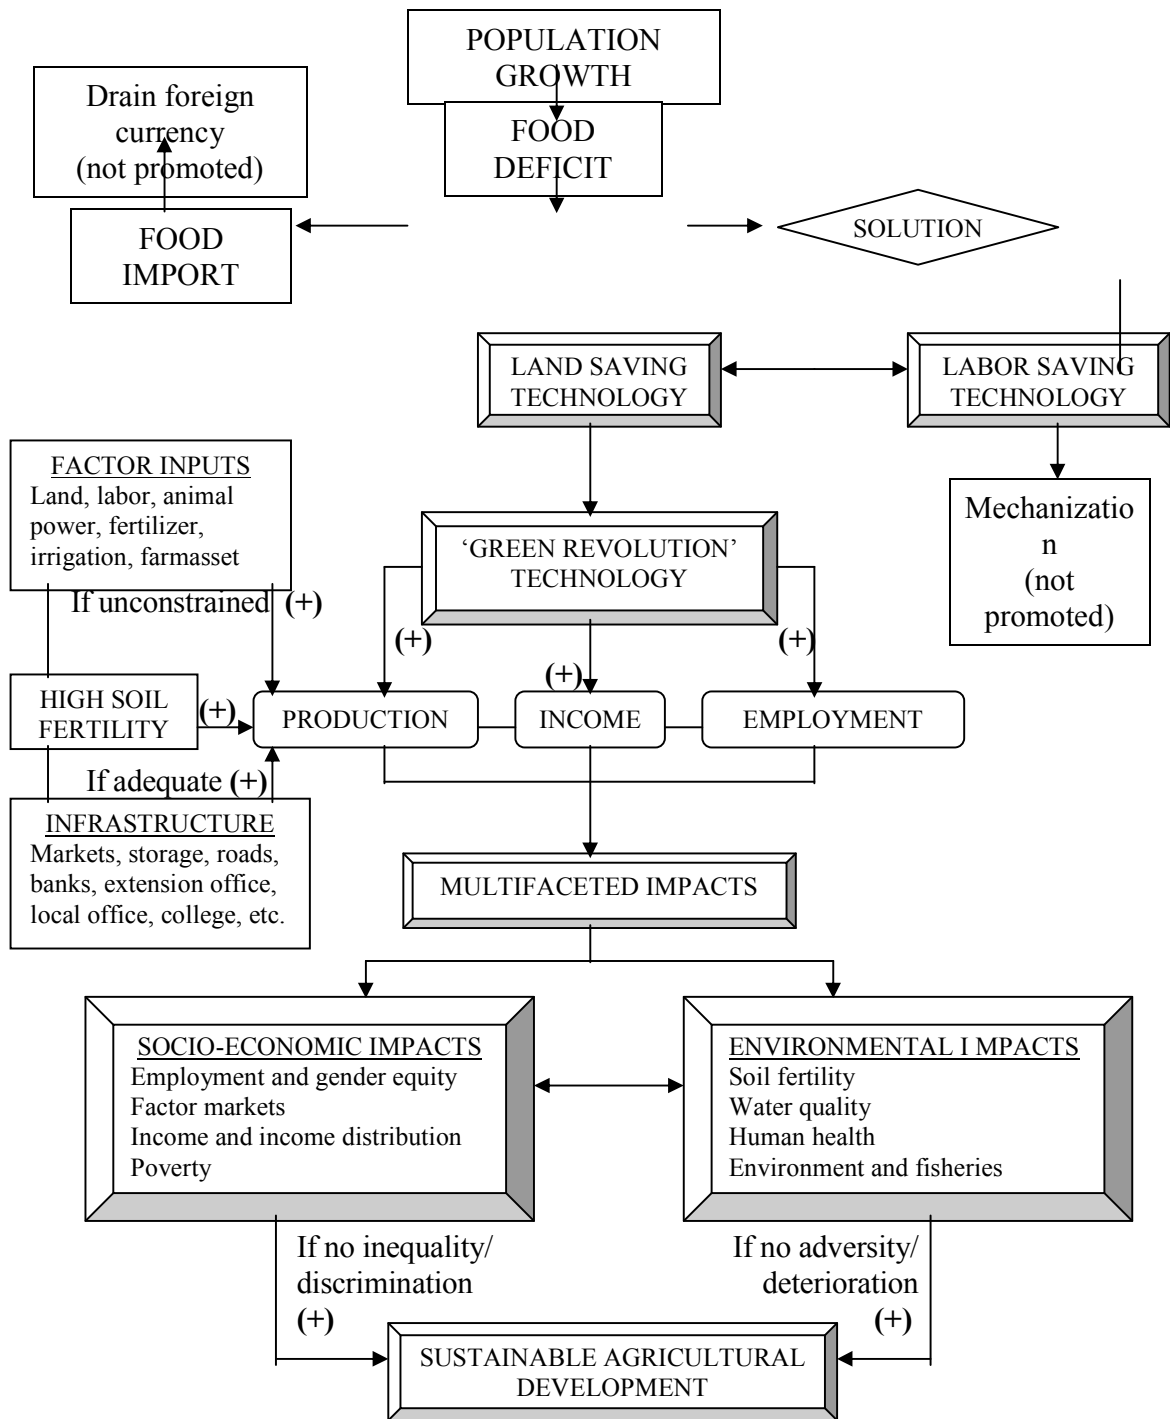 POPULATION
GROWTH
Drain foreign
currency
(not promoted)
FOOD
DEFICIT
FOOD
IMPORT
SOLUTION
LAND SAVING
TECHNOLOGY
LABOR SAVING
TECHNOLOGY
FACTOR INPUTS
Land, labor, animal
power, fertilizer,
irrigation, farmasset
Mechanizatio
n
(not
promoted)
‘GREEN REVOLUTION’
TECHNOLOGY
If unconstrained (+)
(+)
(+)
(+)
HIGH SOIL
FERTILITY
(+)
PRODUCTION
INCOME
EMPLOYMENT
If adequate (+)
INFRASTRUCTURE
Markets, storage, roads,
banks, extension office,
local office, college, etc.
MULTIFACETED IMPACTS
SOCIO-ECONOMIC IMPACTS
Employment and gender equity
Factor markets
Income and income distribution
Poverty
ENVIRONMENTAL I MPACTS
Soil fertility
Water quality
Human health
Environment and fisheries
If no inequality/
discrimination
(+)
If no adversity/
deterioration
(+)
SUSTAINABLE AGRICULTURAL
DEVELOPMENT